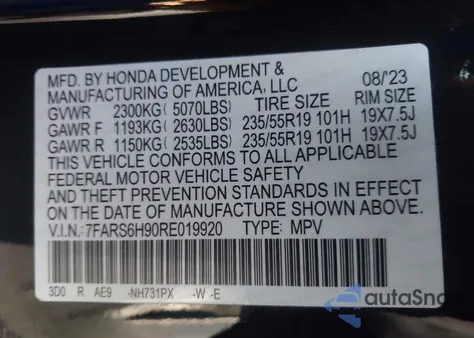 MFD. BY HONDA DEVELOPMENT &
MANUFACTURING OF AMERICA, LLC 08/'23
GVWR 2300KG( 5070LBS) TIRE SIZE RIM SIZE
GAWR F 1193KG( 2630LBS) 235/55R19 101H 19X7.5J
GAWR R 1150KG( 2535LBS) 235/55R19 101H 19X7.5J
THIS VEHICLE CONFORMS TO ALL APPLICABLE
FEDERAL MOTOR VEHICLE SAFETY
AND THEFT PREVENTION STANDARDS IN EFFECT
ON THE DATE OF MANUFACTURE SHOWN ABOVE.
V.I.N.: 7FARS6H90RE019920 TYPE: MPV
3D0 R AE9 -NH731PX -W -E